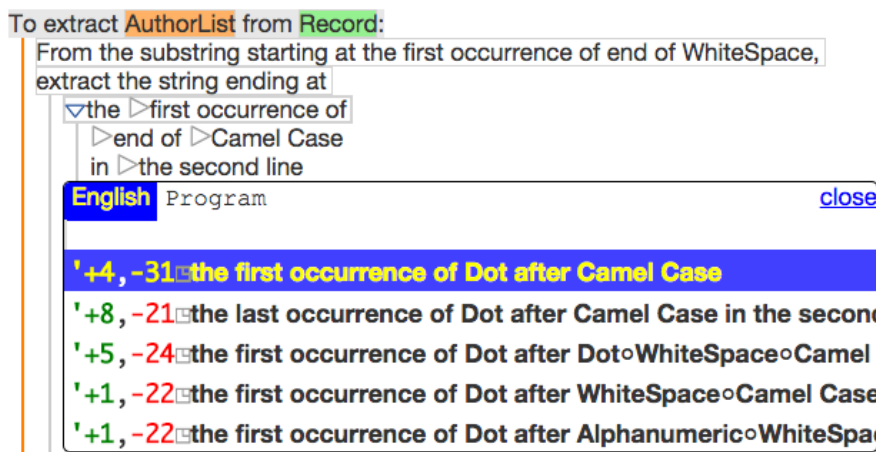 To extract AuthorList from Record:
From the substring starting at the first occurrence of end of WhiteSpace,
extract the string ending at
the first occurrence of
end of Camel Case
in the second line
English Program close
'+4,-31 the first occurrence of Dot after Camel Case
'+8,-21 the last occurrence of Dot after Camel Case in the
'+5,-24 the first occurrence of Dot after Dot∘WhiteSpace∘Camel
'+1,-22 the first occurrence of Dot after WhiteSpace∘Camel Case
'+1,-22 the first occurrence of Dot after Alphanumeric∘